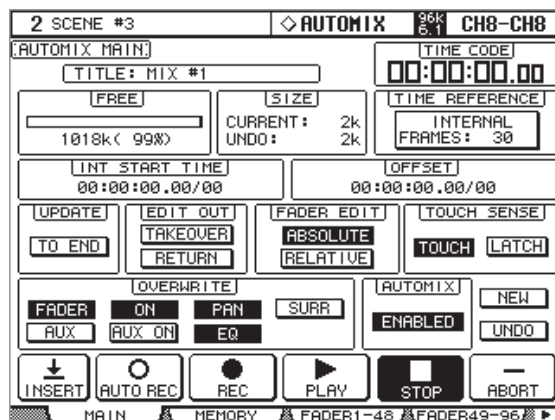 2 SCENE #3 ◇AUTOMIX 96k 6.1 CH8-CH8
AUTOMIX MAIN
TITLE: MIX #1
TIME CODE
00:00:00.00
FREE
1018k( 99%)
SIZE
CURRENT: 2k
UNDO: 2k
TIME REFERENCE
INTERNAL
FRAMES: 30
INT START TIME
00:00:00.00/00
OFFSET
00:00:00.00/00
UPDATE
TO END
EDIT OUT
TAKEOVER
RETURN
FADER EDIT
ABSOLUTE
RELATIVE
TOUCH SENSE
TOUCH LATCH
OVERWRITE
FADER ON PAN SURR
AUX AUX ON EQ
AUTOMIX
ENABLED
NEW
UNDO
INSERT AUTO REC REC PLAY STOP ABORT
MAIN MEMORY FADER1-48 FADER49-96